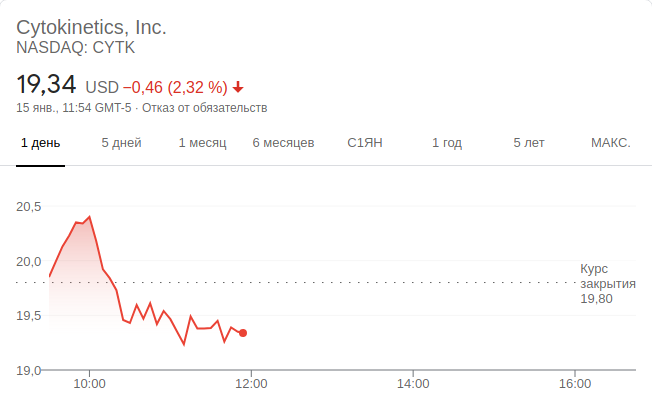 Cytokinetics, Inc.
NASDAQ: CYTK
19,34 USD −0,46 (2,32 %)
15 янв., 11:54 GMT-5 · Отказ от обязательств
1 день 5 дней 1 месяц 6 месяцев С1ЯН 1 год 5 лет МАКС.
20,5
20,0
19,5
19,0
Курс
закрытия
19.80
10:00 12:00 14:00 16:00